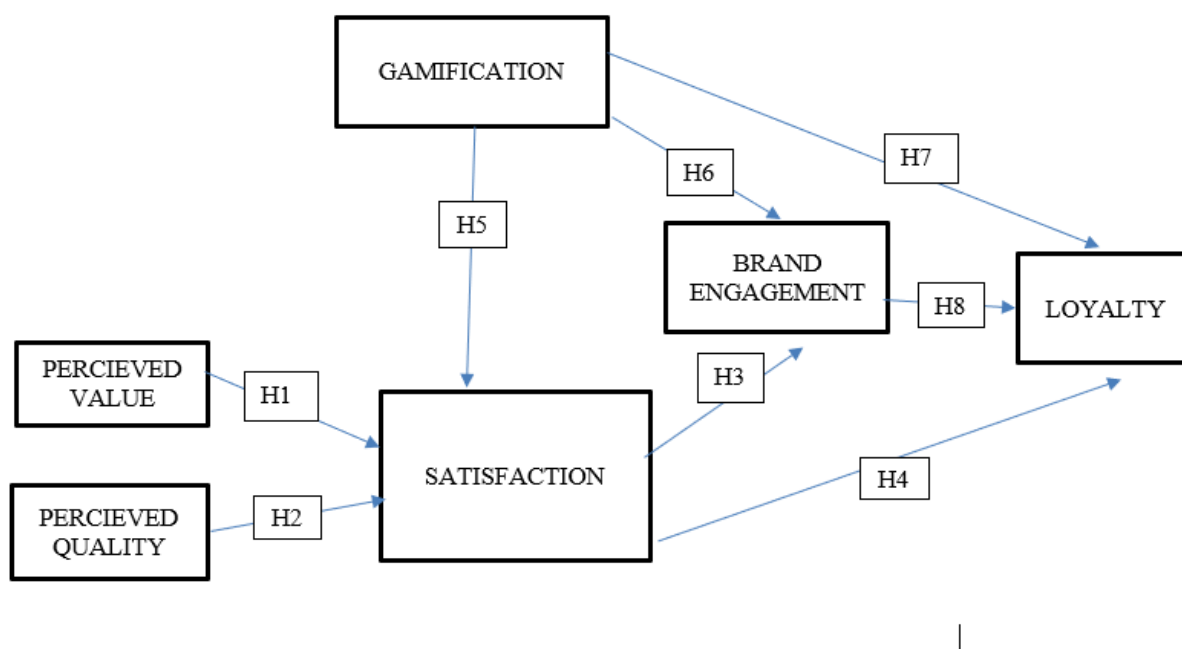 GAMIFICATION
H7
H6
H5
BRAND
ENGAGEMENT
H8
LOYALTY
PERCIEVED
VALUE
H1
H3
SATISFACTION
H4
PERCIEVED
QUALITY
H2